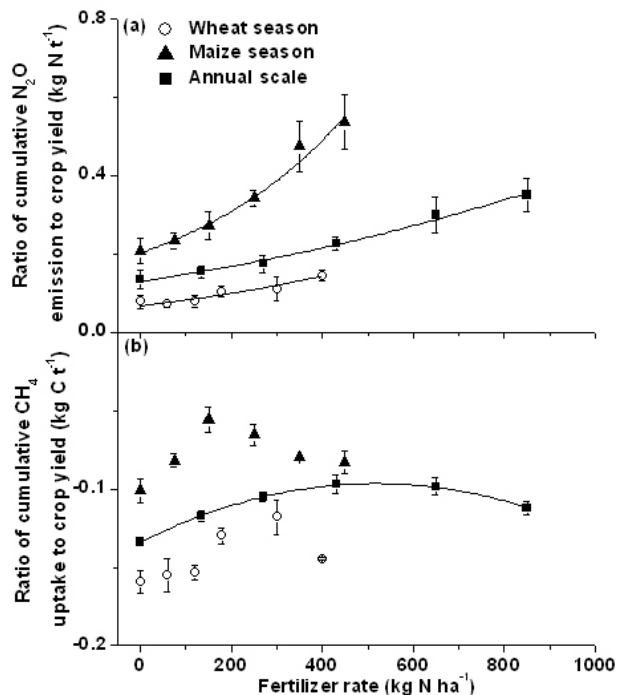 0.8
(a)
Wheat season
Maize season
Annual scale
0.4
0.0
Ratio of cumulative N₂O
emission to crop yield (kg N t⁻¹)
(b)
-0.1
-0.2
Ratio of cumulative CH₄
uptake to crop yield (kg C t⁻¹)
0 200 400 600 800 1000
Fertilizer rate (kg N ha⁻¹)